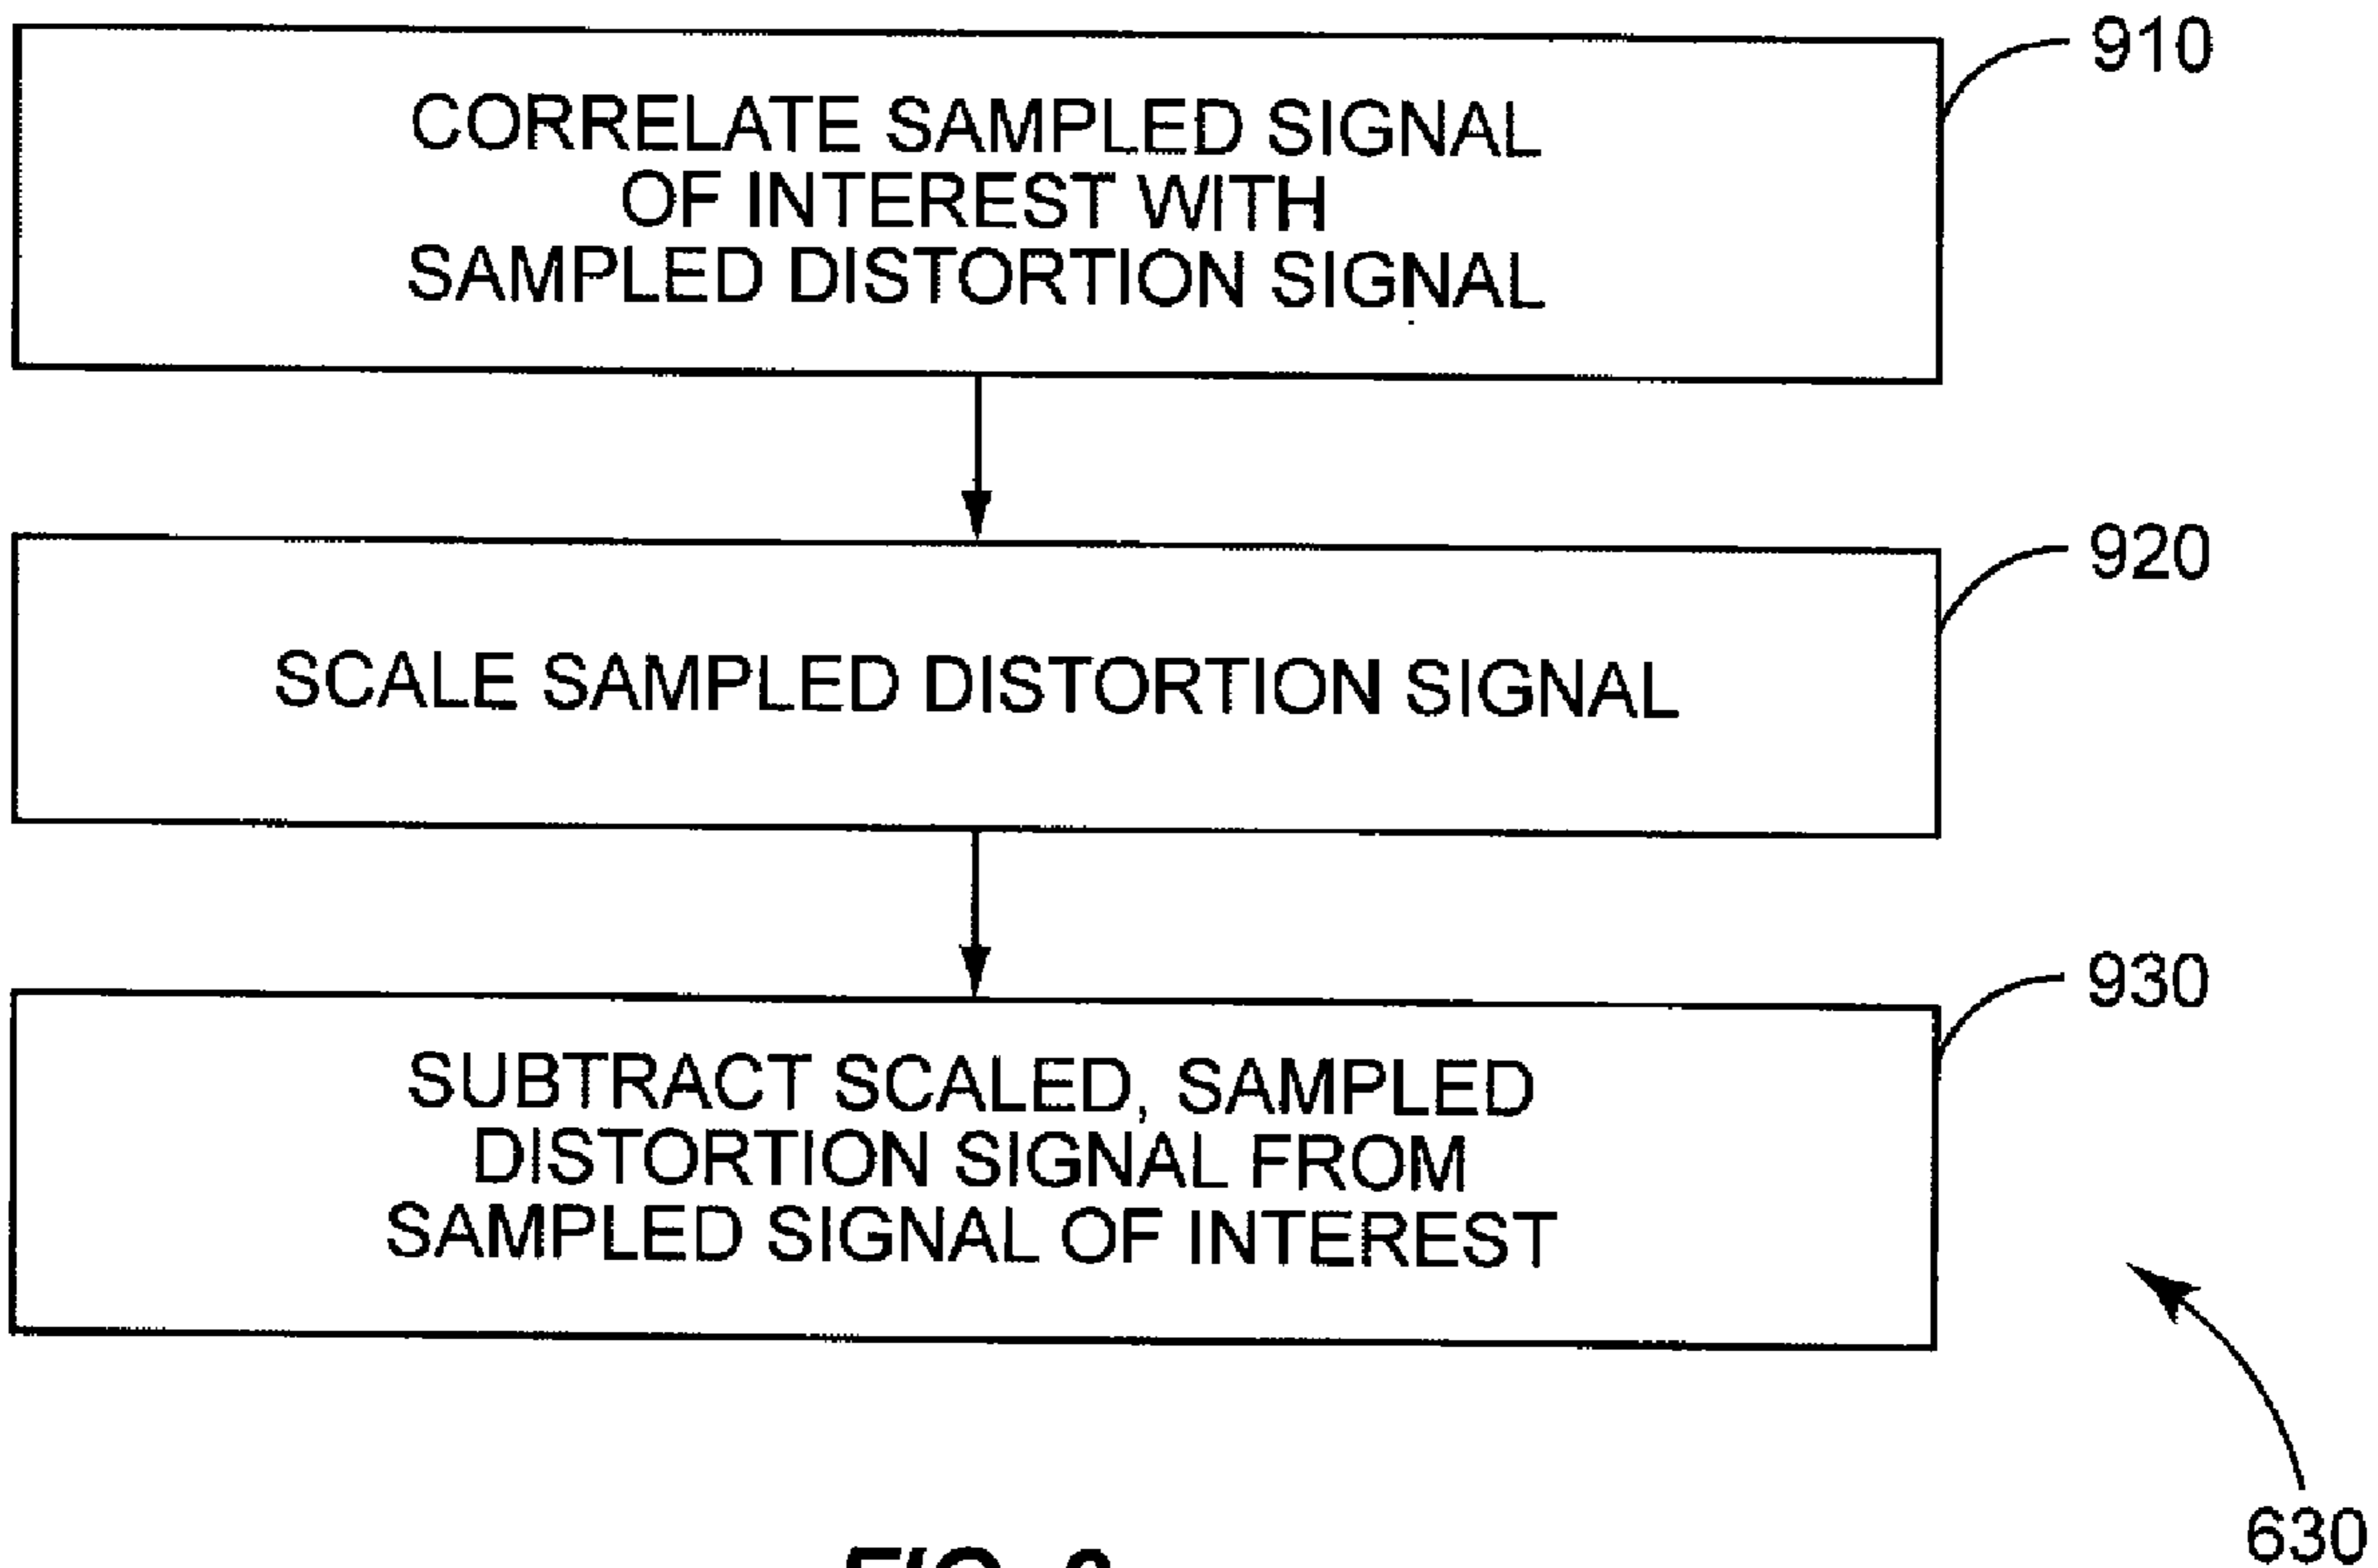 CORRELATE SAMPLED SIGNAL
OF INTEREST WITH
SAMPLED DISTORTION SIGNAL
910
SCALE SAMPLED DISTORTION SIGNAL
920
SUBTRACT SCALED, SAMPLED
DISTORTION SIGNAL FROM
SAMPLED SIGNAL OF INTEREST
930
630